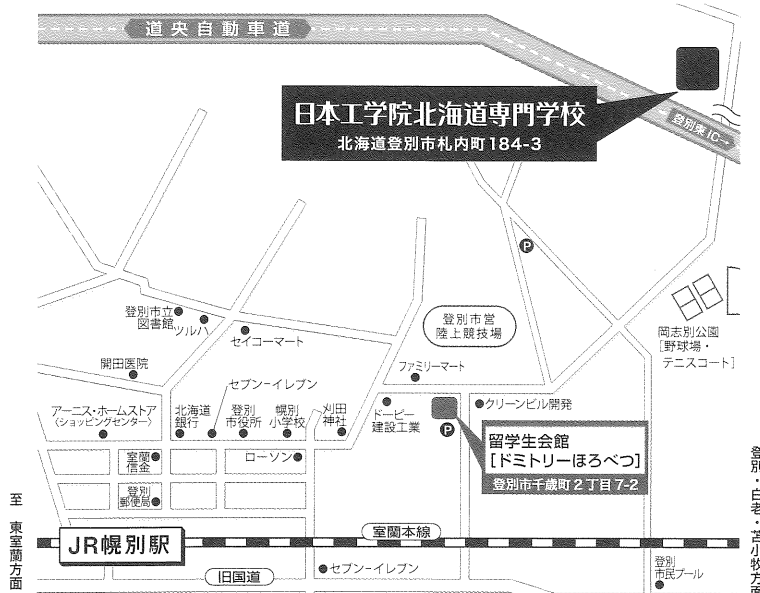 道央自動車道
日本工学院北海道専門学校
北海道登別市札内町184-3
登別東IC→
P
登別市立
図書館
ツルハ
セイコーマート
登別市営
陸上競技場
岡志別公園
[野球場・
テニスコート]
開田医院
セブン-イレブン
ファミリーマート
アーニス・ホームストア
〈ショッピングセンター〉
北海道
銀行
登別
市役所
幌別
小学校
刈田
神社
ドーピー
建設工業
クリーンビル開発
P
室蘭
信金
ローソン
留学生会館
[ドミトリーほろべつ]
登別市千歳町2丁目7-2
登別
郵便局
至 東室蘭方面
JR幌別駅
室蘭本線
登別・白老・苫小牧方面
旧国道
セブン-イレブン
登別
市民プール